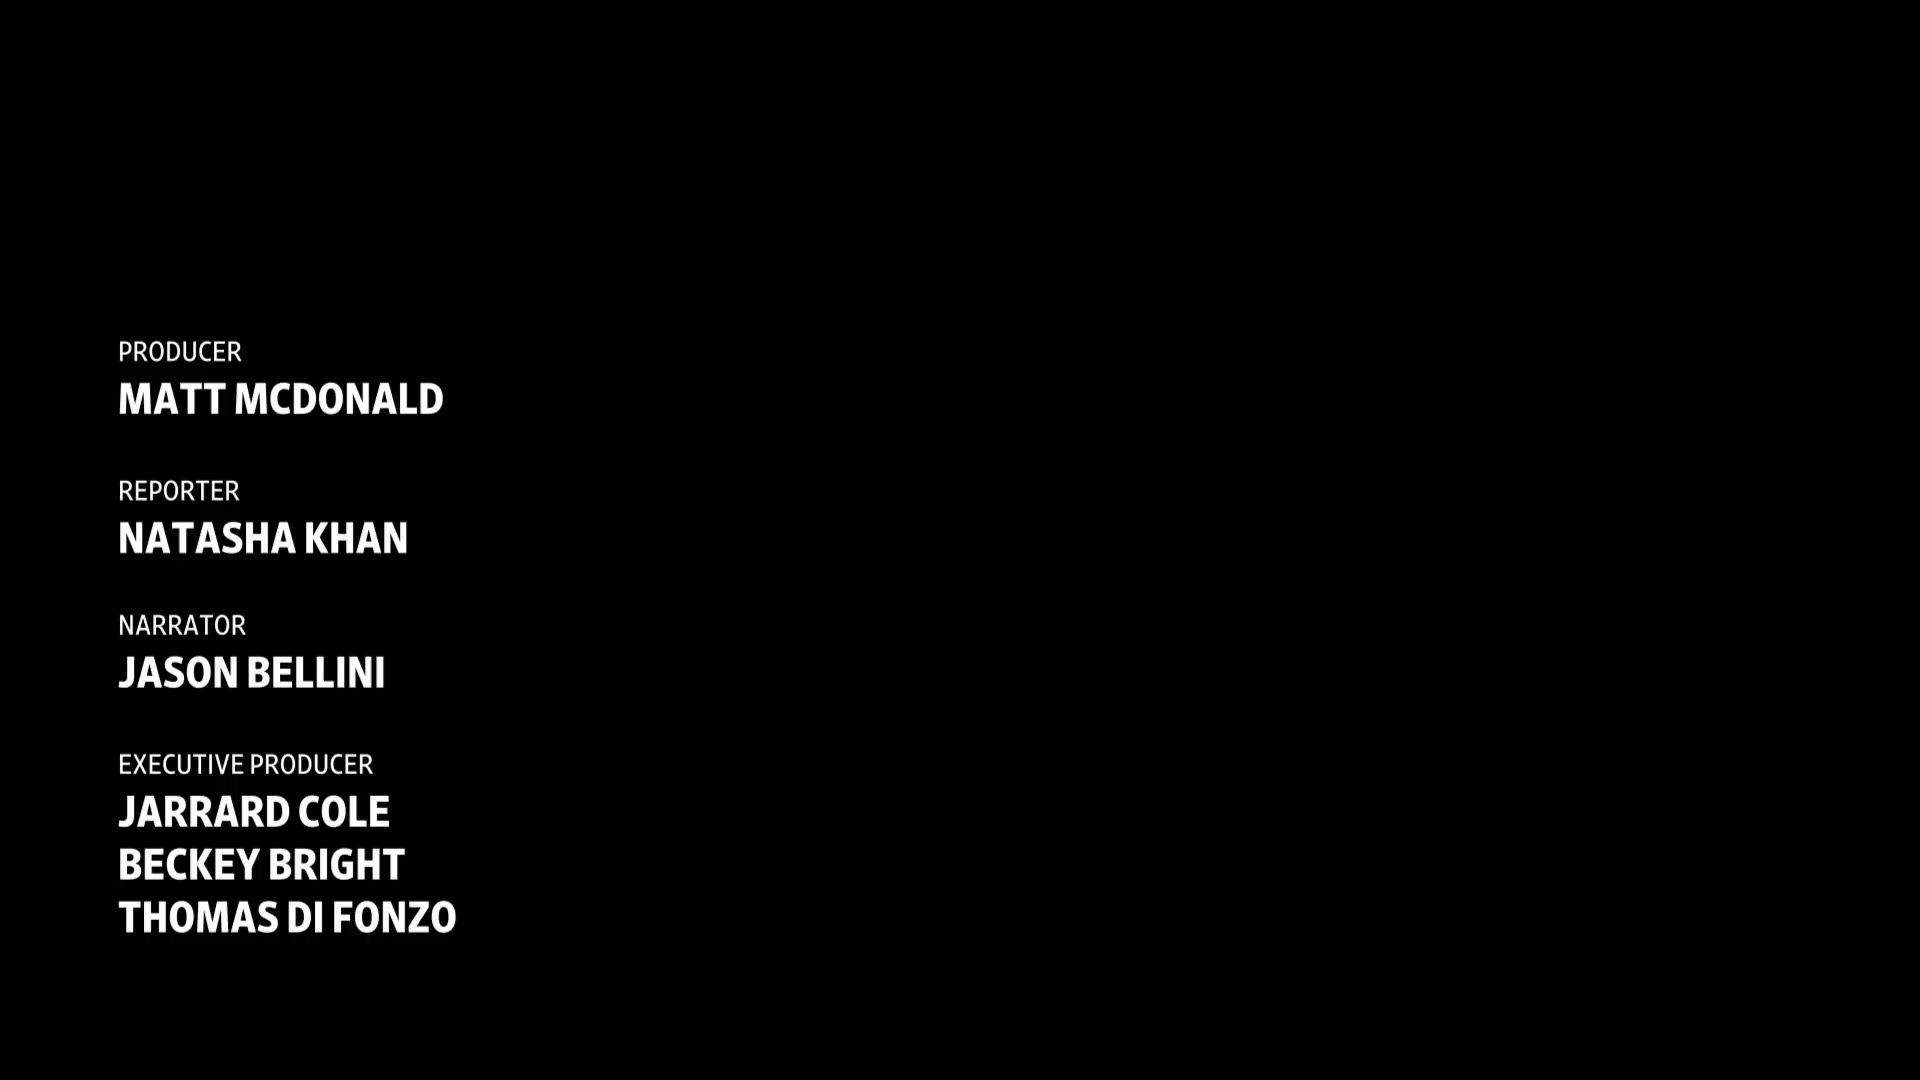 PRODUCER
MATT MCDONALD
REPORTER
NATASHA KHAN
NARRATOR
JASON BELLINI
EXECUTIVE PRODUCER
JARRARD COLE
BECKEY BRIGHT
THOMAS DI FONZO